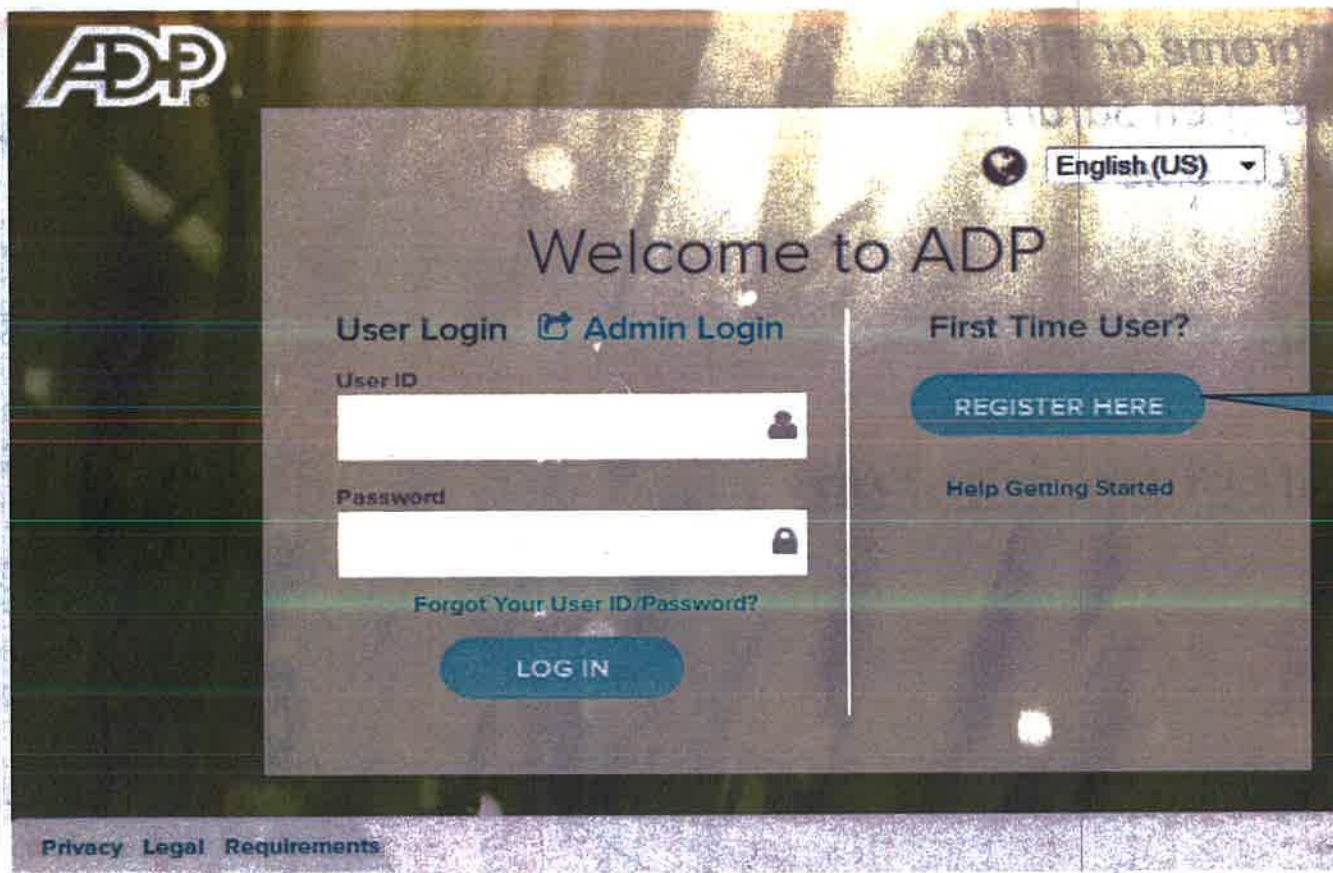 ADP
English (US)
Welcome to ADP
User Login Admin Login
First Time User?
User ID
REGISTER HERE
Password
Help Getting Started
Forgot Your User ID/Password?
LOG IN
Privacy Legal Requirements